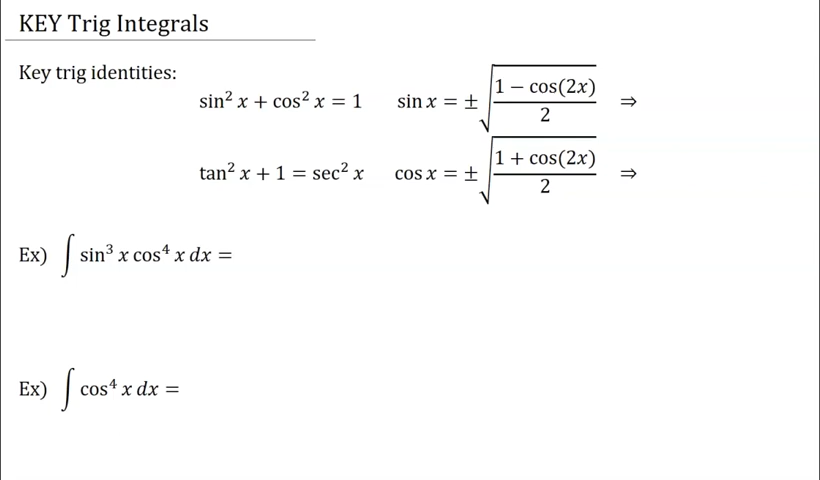 KEY Trig Integrals
Key trig identities:
sin² x + cos² x = 1 sin x = ±√((1 − cos(2x))/2) ⇒
tan² x + 1 = sec² x cos x = ±√((1 + cos(2x))/2) ⇒
Ex) ∫ sin³ x cos⁴ x dx =
Ex) ∫ cos⁴ x dx =